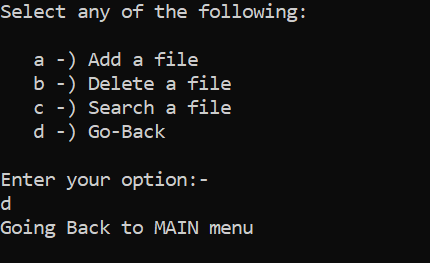 Select any of the following:
a -) Add a file
b -) Delete a file
c -) Search a file
d -) Go-Back
Enter your option:-
d
Going Back to MAIN menu